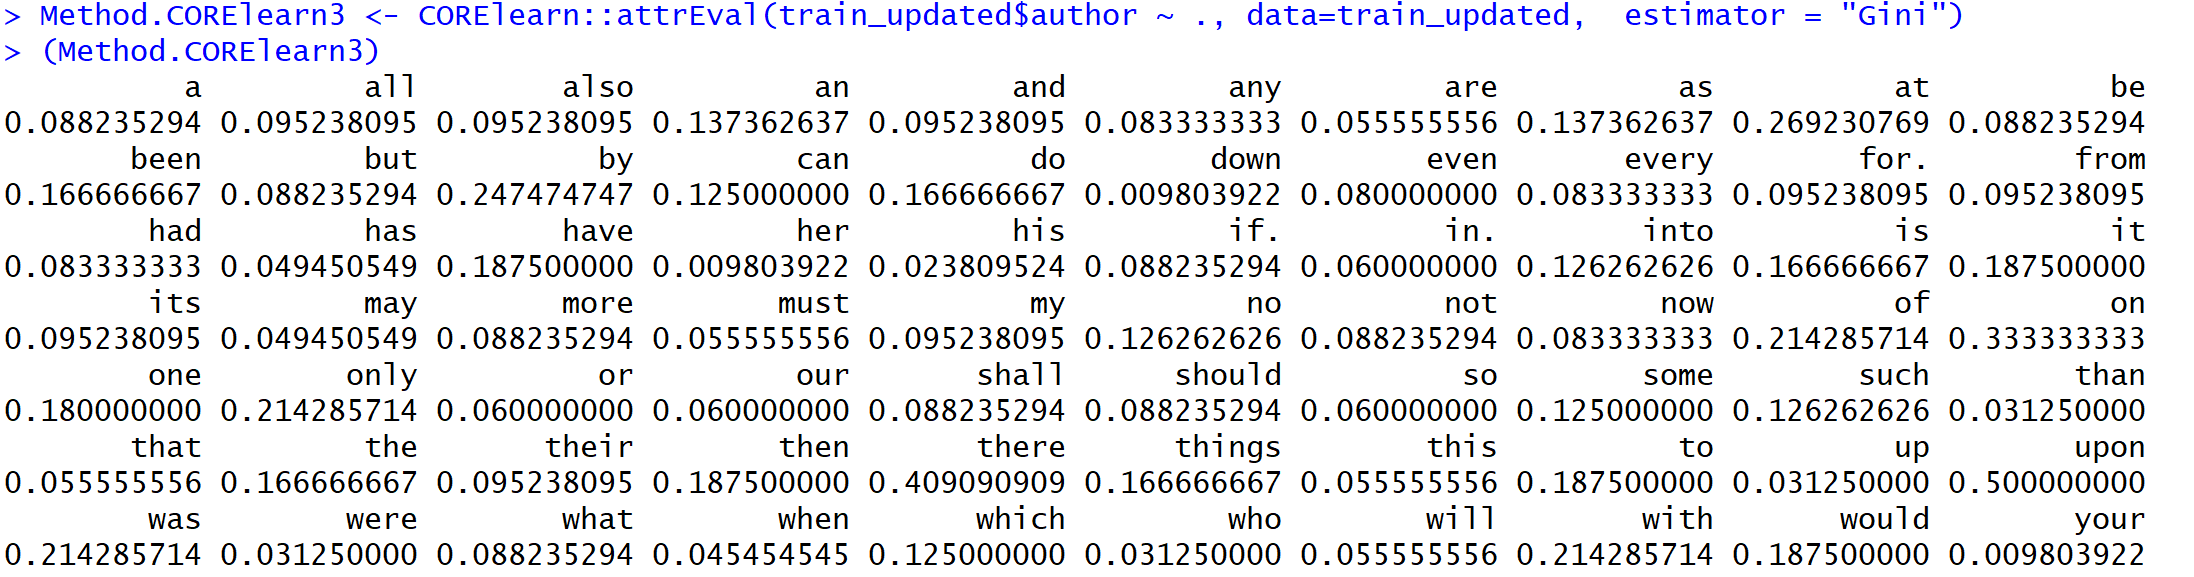 > Method.CORElearn3 <- CORElearn::attrEval(train_updated$author ~ ., data=train_updated,  estimator = "Gini")
> (Method.CORElearn3)
          a         all        also          an         and         any         are          as          at          be
0.088235294 0.095238095 0.095238095 0.137362637 0.095238095 0.083333333 0.055555556 0.137362637 0.269230769 0.088235294
       been         but          by         can          do        down        even       every        for.        from
0.166666667 0.088235294 0.247474747 0.125000000 0.166666667 0.009803922 0.080000000 0.083333333 0.095238095 0.095238095
        had         has        have         her         his         if.         in.        into          is          it
0.083333333 0.049450549 0.187500000 0.009803922 0.023809524 0.088235294 0.060000000 0.126262626 0.166666667 0.187500000
        its         may        more        must          my          no         not         now          of          on
0.095238095 0.049450549 0.088235294 0.055555556 0.095238095 0.126262626 0.088235294 0.083333333 0.214285714 0.333333333
        one        only          or         our       shall      should          so        some        such        than
0.180000000 0.214285714 0.060000000 0.060000000 0.088235294 0.088235294 0.060000000 0.125000000 0.126262626 0.031250000
       that         the       their        then       there      things        this          to          up        upon
0.055555556 0.166666667 0.095238095 0.187500000 0.409090909 0.166666667 0.055555556 0.187500000 0.031250000 0.500000000
        was        were        what        when       which         who        will        with       would        your
0.214285714 0.031250000 0.088235294 0.045454545 0.125000000 0.031250000 0.055555556 0.214285714 0.187500000 0.009803922